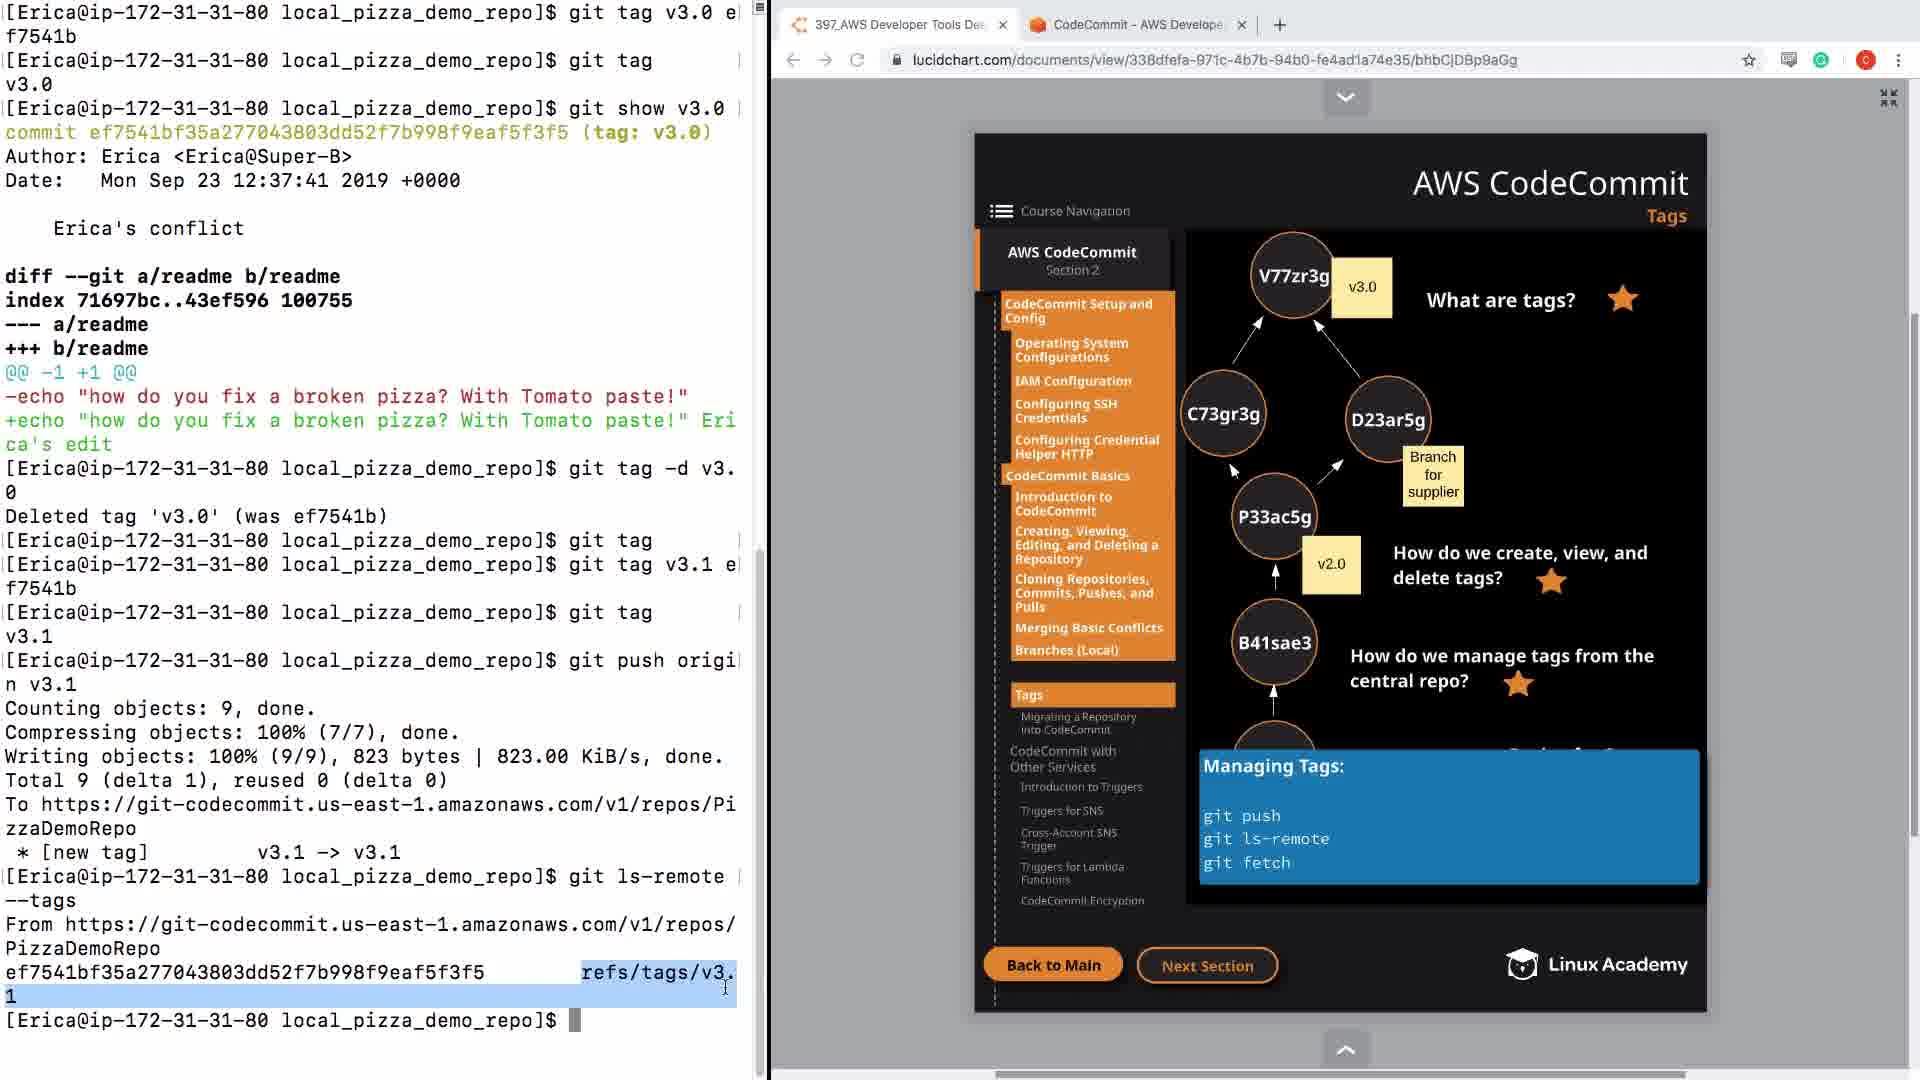 [Erica@ip-172-31-31-80 local_pizza_demo_repo]$ git tag v3.0 e
f7541b
[Erica@ip-172-31-31-80 local_pizza_demo_repo]$ git tag
v3.0
[Erica@ip-172-31-31-80 local_pizza_demo_repo]$ git show v3.0
commit ef7541bf35a277043803dd52f7b998f9eaf5f3f5 (tag: v3.0)
Author: Erica <Erica@Super-B>
Date:   Mon Sep 23 12:37:41 2019 +0000
Erica's conflict
diff --git a/readme b/readme
index 71697bc..43ef596 100755
--- a/readme
+++ b/readme
@@ -1 +1 @@
-echo "how do you fix a broken pizza? With Tomato paste!"
+echo "how do you fix a broken pizza? With Tomato paste!" Eri
ca's edit
[Erica@ip-172-31-31-80 local_pizza_demo_repo]$ git tag -d v3.
0
Deleted tag 'v3.0' (was ef7541b)
[Erica@ip-172-31-31-80 local_pizza_demo_repo]$ git tag
[Erica@ip-172-31-31-80 local_pizza_demo_repo]$ git tag v3.1 e
f7541b
[Erica@ip-172-31-31-80 local_pizza_demo_repo]$ git tag
v3.1
[Erica@ip-172-31-31-80 local_pizza_demo_repo]$ git push origi
n v3.1
Counting objects: 9, done.
Compressing objects: 100% (7/7), done.
Writing objects: 100% (9/9), 823 bytes | 823.00 KiB/s, done.
Total 9 (delta 1), reused 0 (delta 0)
To https://git-codecommit.us-east-1.amazonaws.com/v1/repos/Pi
zzaDemoRepo
* [new tag]         v3.1 -> v3.1
[Erica@ip-172-31-31-80 local_pizza_demo_repo]$ git ls-remote
--tags
From https://git-codecommit.us-east-1.amazonaws.com/v1/repos/
PizzaDemoRepo
ef7541bf35a277043803dd52f7b998f9eaf5f3f5        refs/tags/v3.
1
[Erica@ip-172-31-31-80 local_pizza_demo_repo]$
397_AWS Developer Tools De
CodeCommit - AWS Develope
lucidchart.com/documents/view/338dfefa-971c-4b7b-94b0-fe4ad1a74e35/bhbC|DBp9aGg
C
AWS CodeCommit
Tags
Course Navigation
AWS CodeCommit
Section 2
CodeCommit Setup and
Config
Operating System
Configurations
IAM Configuration
Configuring SSH
Credentials
Configuring Credential
Helper HTTP
CodeCommit Basics
Introduction to
CodeCommit
Creating, Viewing,
Editing, and Deleting a
Repository
Cloning Repositories,
Commits, Pushes, and
Pulls
Merging Basic Conflicts
Branches (Local)
Tags
Migrating a Repository
into CodeCommit
CodeCommit with
Other Services
Introduction to Triggers
Triggers for SNS
Cross-Account SNS
Trigger
Triggers for Lambda
Functions
CodeCommit Encryption
V77zr3g
v3.0
What are tags?
C73gr3g
D23ar5g
Branch
for
supplier
P33ac5g
v2.0
How do we create, view, and
delete tags?
B41sae3
How do we manage tags from the
central repo?
Managing Tags:
git push
git ls-remote
git fetch
Back to Main
Next Section
Linux Academy